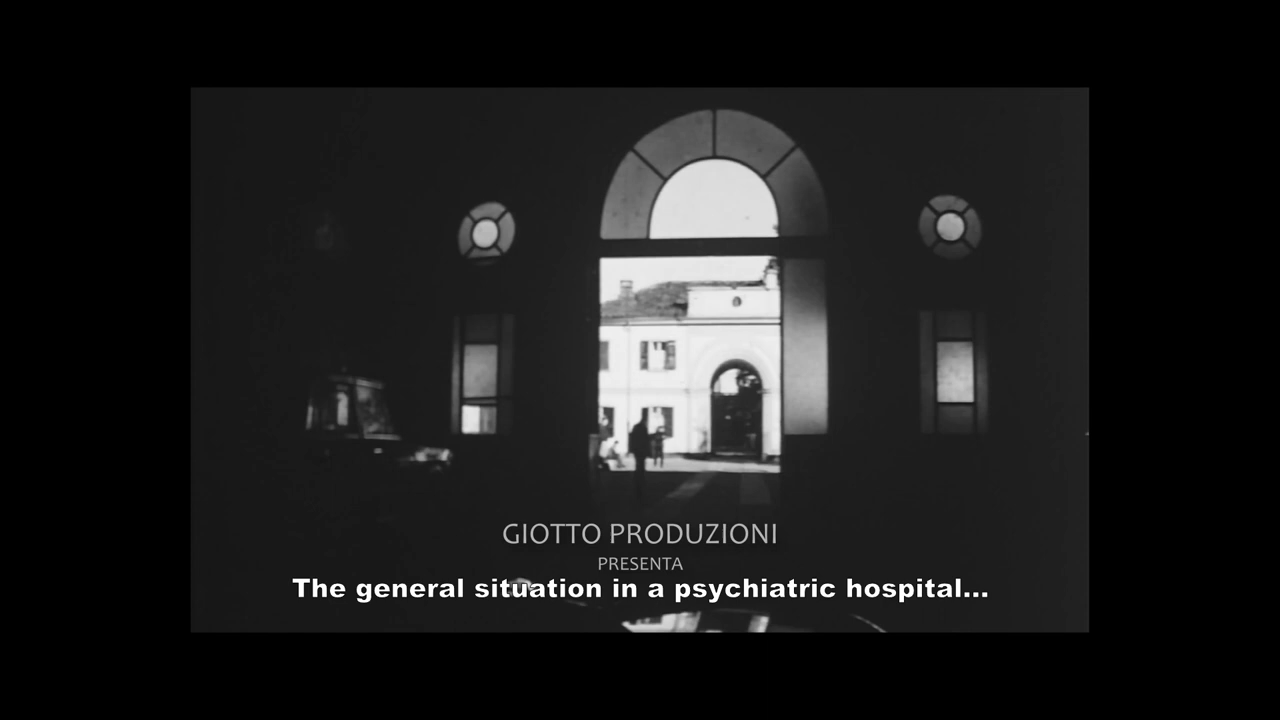 GIOTTO PRODUZIONI
PRESENTA
The general situation in a psychiatric hospital...